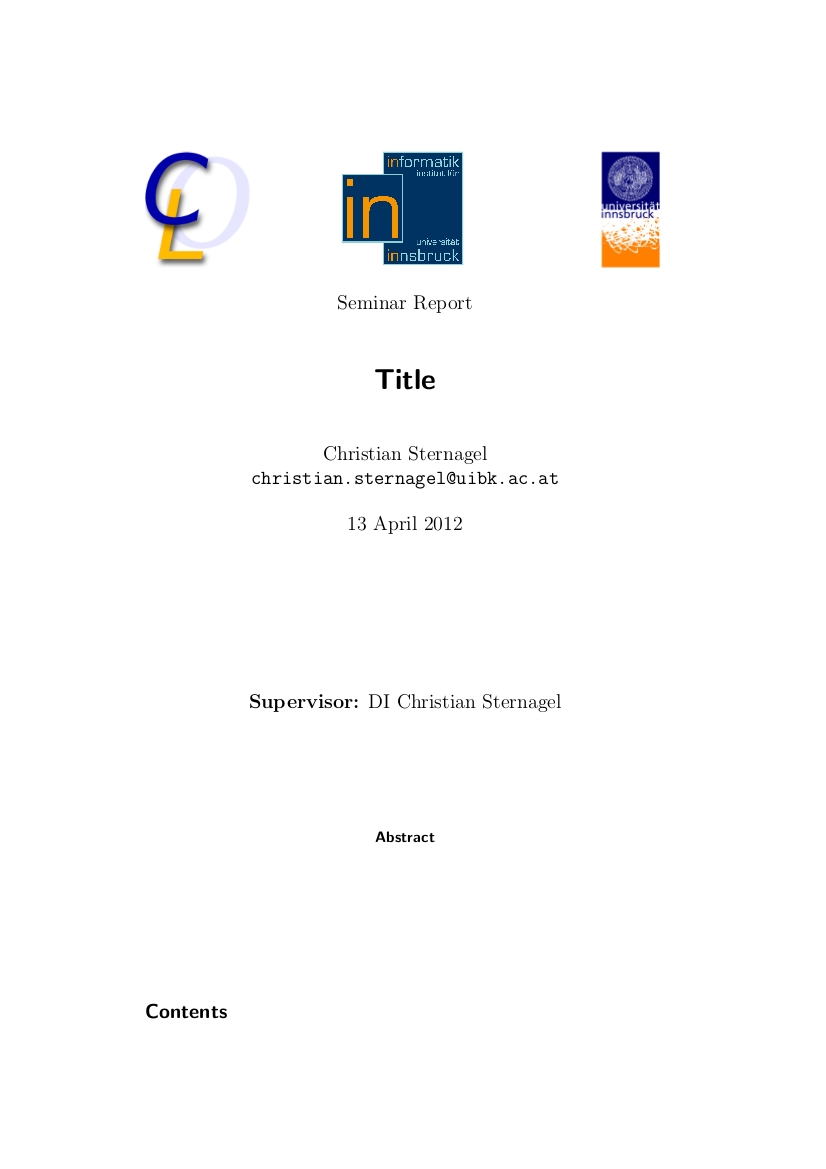 CL
O
informatik
institut für
in
universität
innsbruck
universität
innsbruck
Seminar Report
Title
Christian Sternagel
christian.sternagel@uibk.ac.at
13 April 2012
Supervisor: DI Christian Sternagel
Abstract
Contents